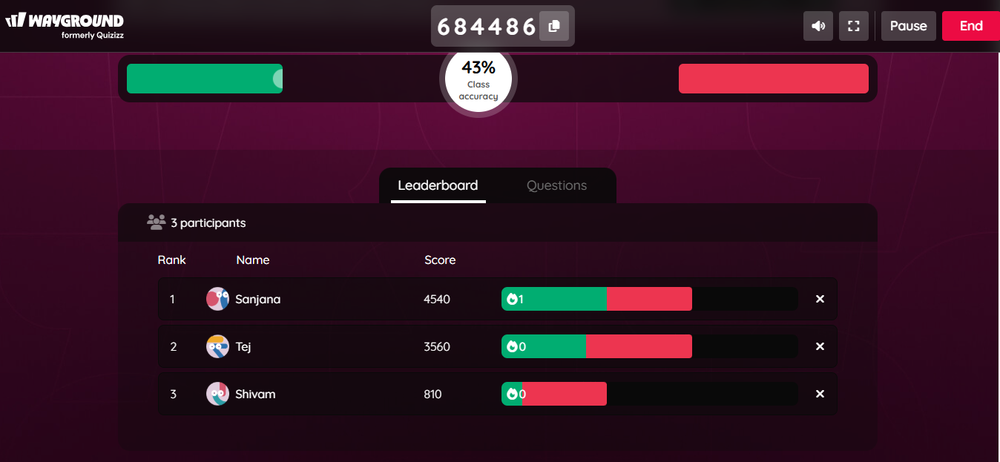 WAYGROUND
formerly Quizizz
684486
Pause
End
43%
Class
accuracy
Leaderboard Questions
3 participants
Rank Name Score
1 Sanjana 4540 1
2 Tej 3560 0
3 Shivam 810 0